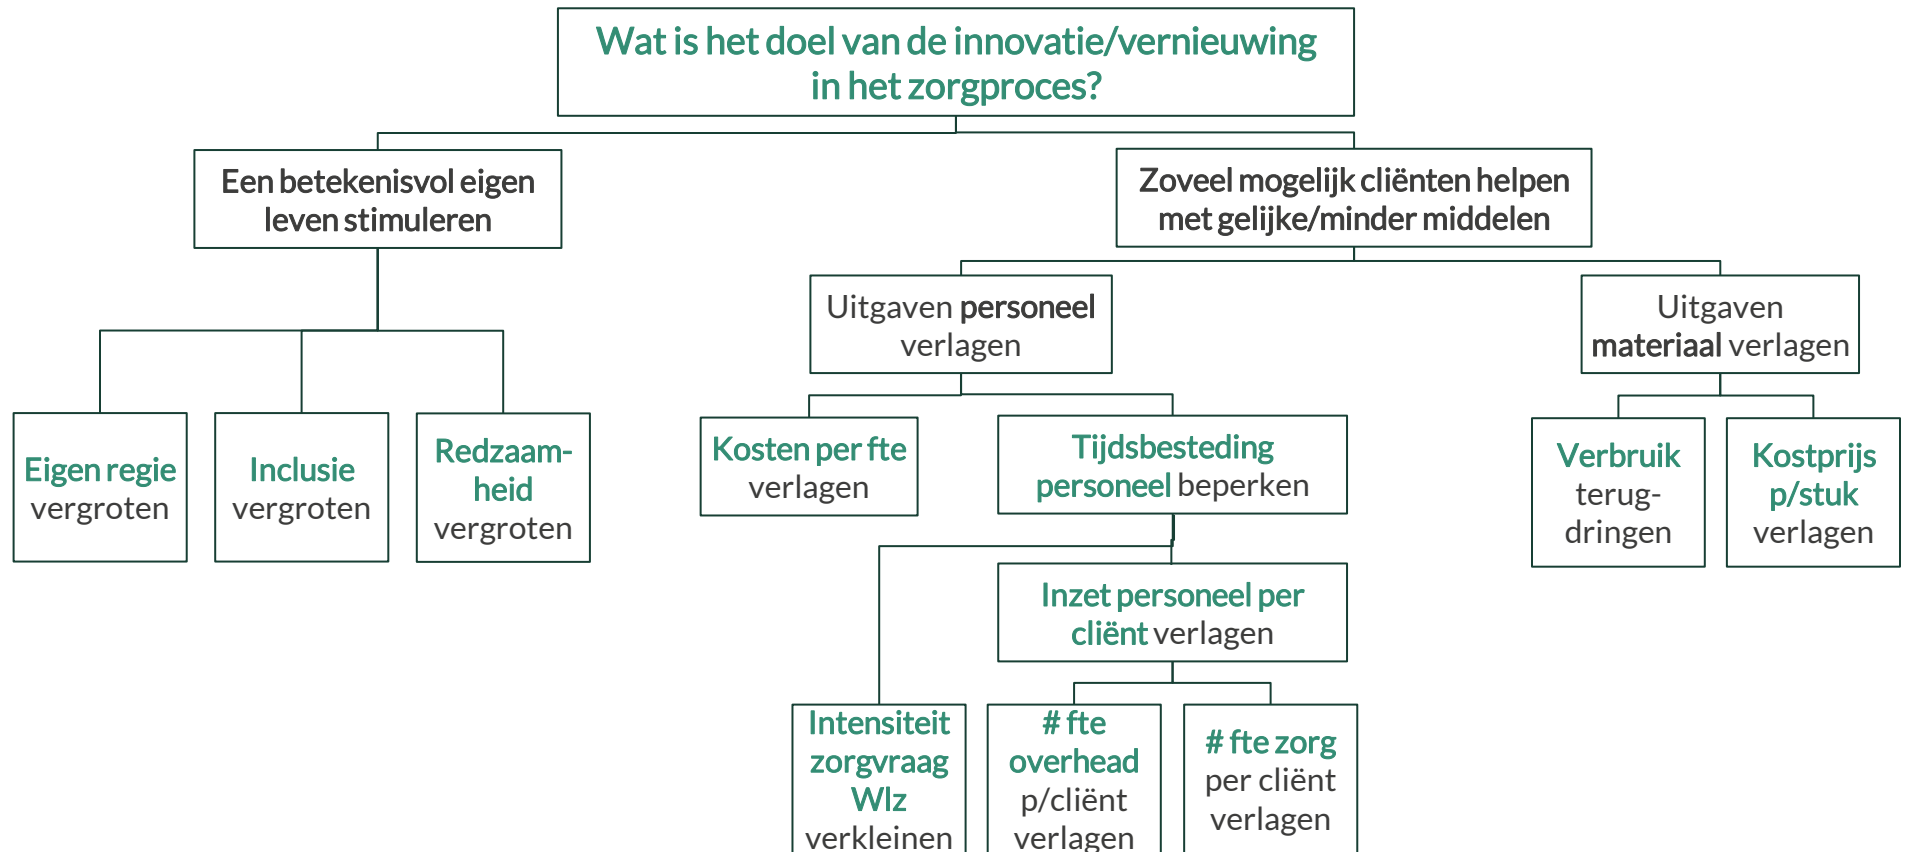 Wat is het doel van de innovatie/vernieuwing
in het zorgproces?
Een betekenisvol eigen
leven stimuleren
Zoveel mogelijk cliënten helpen
met gelijke/minder middelen
Uitgaven personeel
verlagen
Uitgaven
materiaal verlagen
Eigen regie
vergroten
Inclusie
vergroten
Redzaam-
heid
vergroten
Kosten per fte
verlagen
Tijdsbesteding
personeel beperken
Verbruik
terug-
dringen
Kostprijs
p/stuk
verlagen
Inzet personeel per
cliënt verlagen
Intensiteit
zorgvraag
Wlz
verkleinen
# fte
overhead
p/cliënt
verlagen
# fte zorg
per cliënt
verlagen